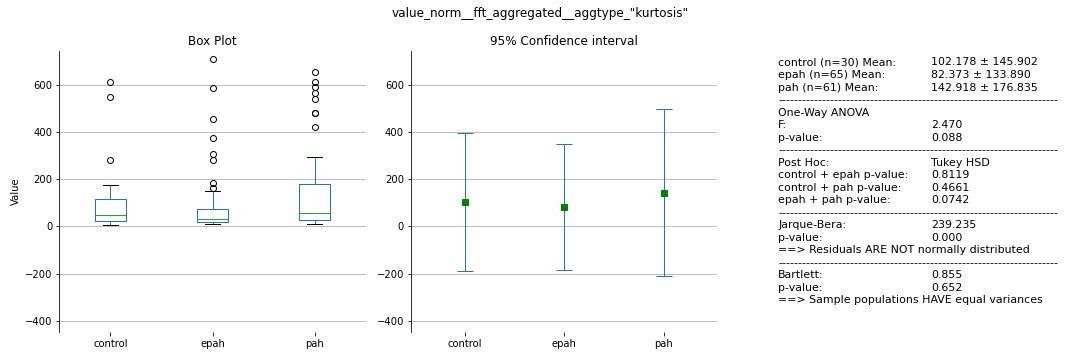 value_norm__fft_aggregated__aggtype_"kurtosis"
Box Plot
Value
600
400
200
0
−200
−400
control
epah
pah
95% Confidence interval
600
400
200
0
−200
−400
control
epah
pah
control (n=30) Mean: 102.178 ± 145.902
epah (n=65) Mean: 82.373 ± 133.890
pah (n=61) Mean: 142.918 ± 176.835
One-Way ANOVA
F: 2.470
p-value: 0.088
Post Hoc: Tukey HSD
control + epah p-value: 0.8119
control + pah p-value: 0.4661
epah + pah p-value: 0.0742
Jarque-Bera: 239.235
p-value: 0.000
==> Residuals ARE NOT normally distributed
Bartlett: 0.855
p-value: 0.652
==> Sample populations HAVE equal variances